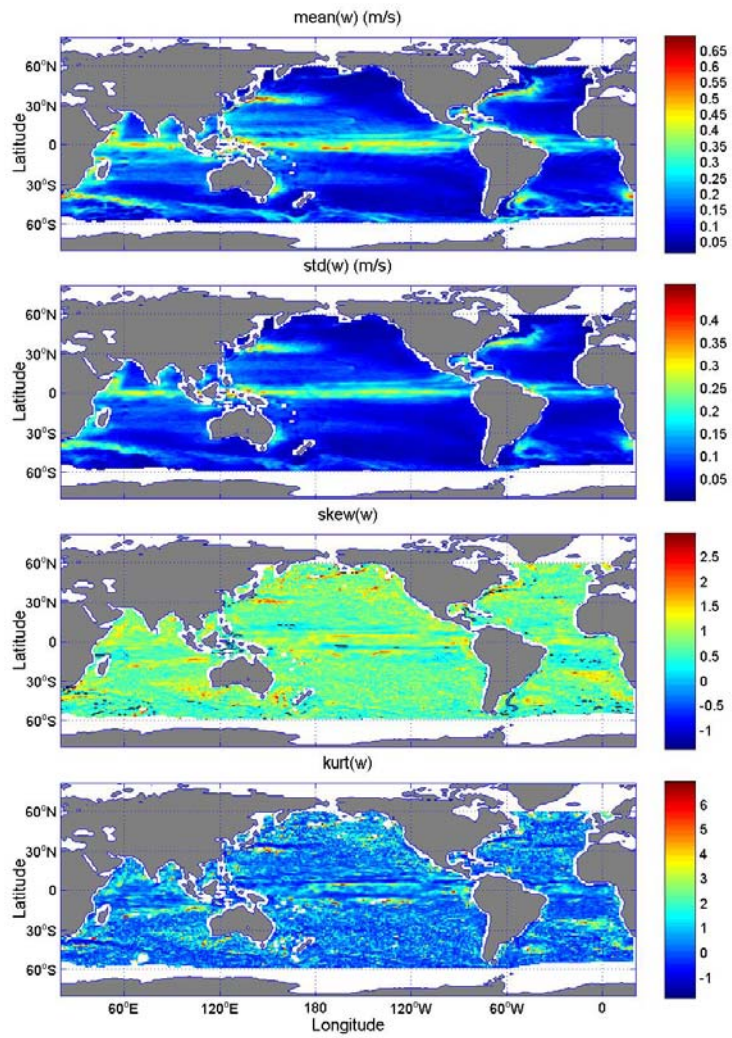 mean(w) (m/s)
60°N
30°N
0
30°S
60°S
Latitude
0.65
0.6
0.55
0.5
0.45
0.4
0.35
0.3
0.25
0.2
0.15
0.1
0.05
std(w) (m/s)
60°N
30°N
0
30°S
60°S
Latitude
0.4
0.35
0.3
0.25
0.2
0.15
0.1
0.05
skew(w)
60°N
30°N
0
30°S
60°S
Latitude
2.5
2
1.5
1
0.5
0
-0.5
-1
kurt(w)
60°N
30°N
0
30°S
60°S
Latitude
6
5
4
3
2
1
0
-1
60°E 120°E 180 120°W 60°W 0
Longitude